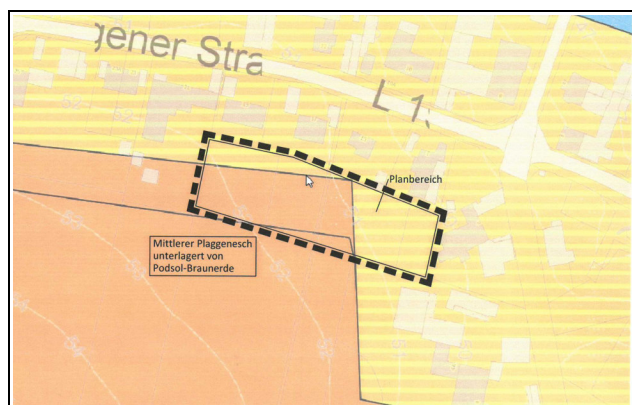 gener Stra
L 1
Planbereich
Mittlerer Plaggenesch
unterlagert von
Podsol-Braunerde